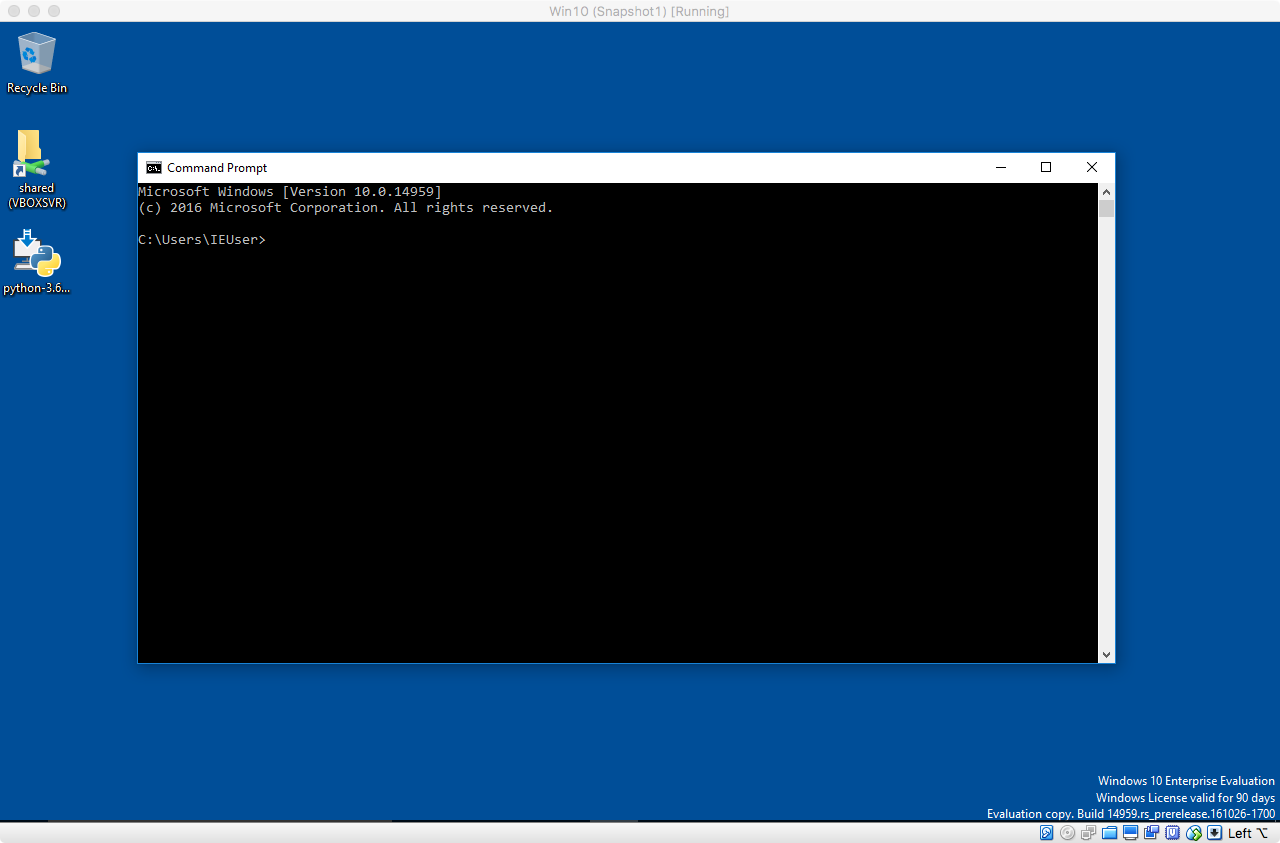 Win10 (Snapshot1) [Running]
Recycle Bin
shared
(VBOXSVR)
python-3.6...
Command Prompt
Microsoft Windows [Version 10.0.14959]
(c) 2016 Microsoft Corporation. All rights reserved.
C:\Users\IEUser>
Windows 10 Enterprise Evaluation
Windows License valid for 90 days
Evaluation copy. Build 14959.rs_prerelease.161026-1700
Left ⌥